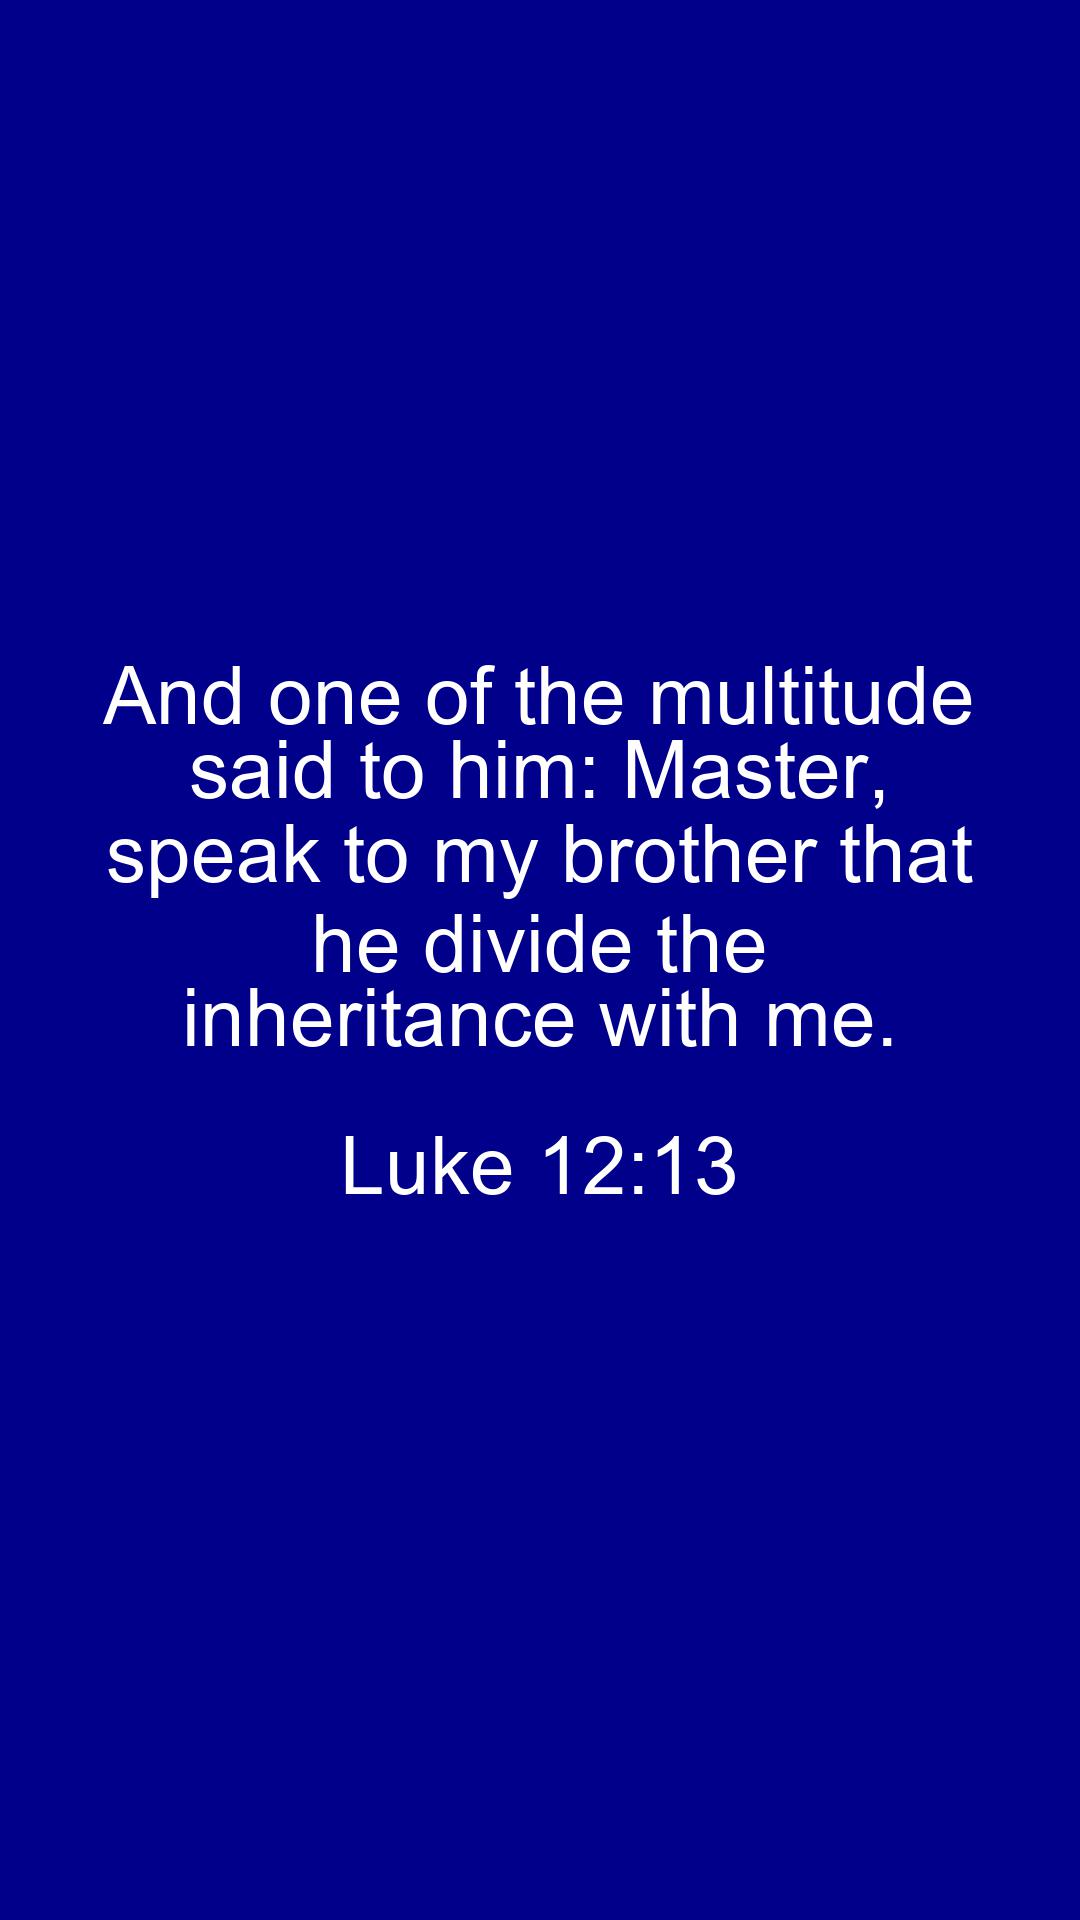 And one of the multitude
said to him: Master,
speak to my brother that
he divide the
inheritance with me.
Luke 12:13